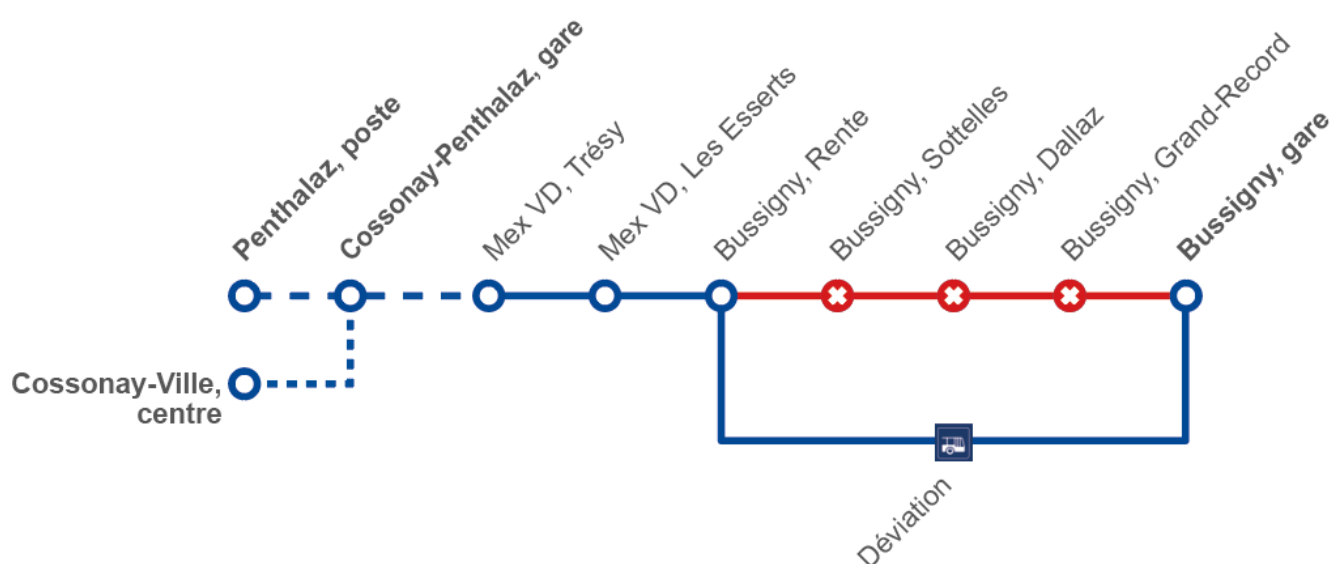 Penthalaz, poste
Cossonay-Penthalaz, gare
Mex VD, Trésy
Mex VD, Les Esserts
Bussigny, Rente
Bussigny, Sottelles
Bussigny, Dallaz
Bussigny, Grand-Record
Bussigny, gare
Cossonay-Ville,
centre
Déviation